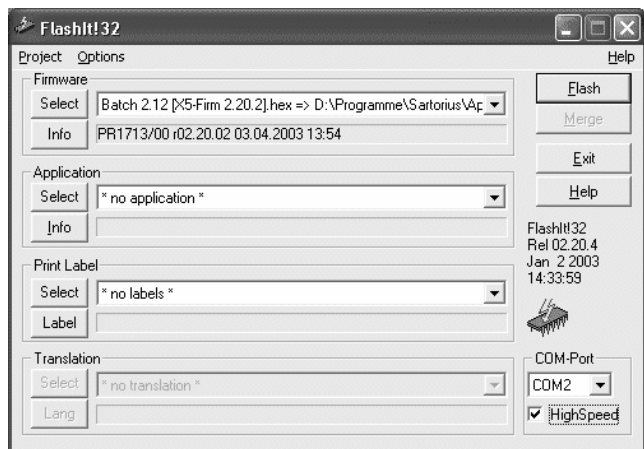 FlashIt!32
Project Options Help
Firmware
Select Batch 2.12 [X5-Firm 2.20.2].hex => D:\Programme\Sartorius\Ap
Info PR1713/00 r02.20.02 03.04.2003 13:54
Application
Select * no application *
Info
Print Label
Select * no labels *
Label
Translation
Select * no translation *
Lang
Flash
Merge
Exit
Help
FlashIt!32
Rel 02.20.4
Jan 2 2003
14:33:59
COM-Port
COM2
HighSpeed